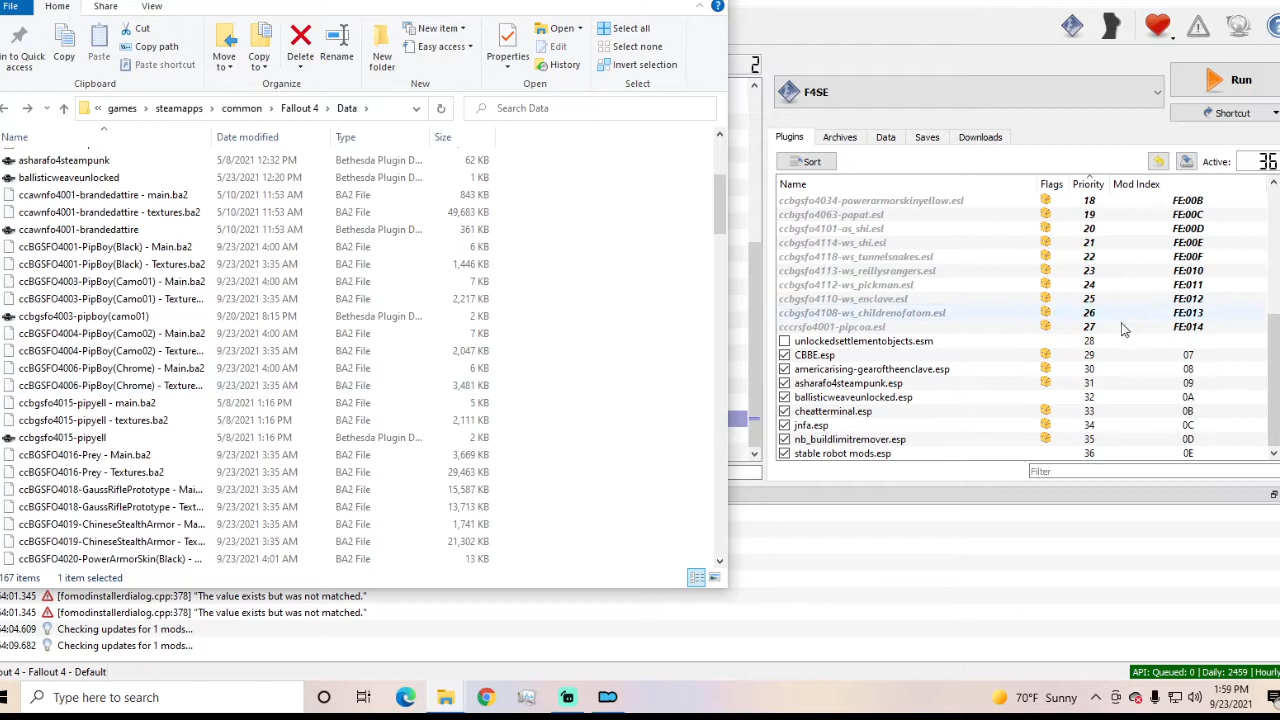 File Home Share View
in to Quick access
Copy
Paste
Cut
Copy path
Paste shortcut
Move to
Copy to
Delete
Rename
New folder
New item
Easy access
Properties
Open
Edit
History
Select all
Select none
Invert selection
Clipboard Organize New Open Select
« games › steamapps › common › Fallout 4 › Data ›
Search Data
Name Date modified Type Size
asharafo4steampunk 5/8/2021 12:32 PM Bethesda Plugin D... 62 KB
ballisticweaveunlocked 5/23/2021 12:20 PM Bethesda Plugin D... 1 KB
ccawnfo4001-brandedattire - main.ba2 5/10/2021 11:53 AM BA2 File 843 KB
ccawnfo4001-brandedattire - textures.ba2 5/10/2021 11:53 AM BA2 File 49,683 KB
ccawnfo4001-brandedattire 5/10/2021 11:53 AM Bethesda Plugin D... 361 KB
ccBGSFO4001-PipBoy(Black) - Main.ba2 9/23/2021 4:00 AM BA2 File 6 KB
ccBGSFO4001-PipBoy(Black) - Textures.ba2 9/23/2021 3:35 AM BA2 File 1,446 KB
ccBGSFO4003-PipBoy(Camo01) - Main.ba2 9/23/2021 4:00 AM BA2 File 7 KB
ccBGSFO4003-PipBoy(Camo01) - Texture... 9/23/2021 3:35 AM BA2 File 2,217 KB
ccbgsfo4003-pipboy(camo01) 9/20/2021 8:15 PM Bethesda Plugin D... 2 KB
ccBGSFO4004-PipBoy(Camo02) - Main.ba2 9/23/2021 4:00 AM BA2 File 7 KB
ccBGSFO4004-PipBoy(Camo02) - Texture... 9/23/2021 3:35 AM BA2 File 2,047 KB
ccBGSFO4006-PipBoy(Chrome) - Main.ba2 9/23/2021 4:00 AM BA2 File 6 KB
ccBGSFO4006-PipBoy(Chrome) - Texture... 9/23/2021 3:35 AM BA2 File 3,481 KB
ccbgsfo4015-pipyell - main.ba2 5/8/2021 1:16 PM BA2 File 5 KB
ccbgsfo4015-pipyell - textures.ba2 5/8/2021 1:16 PM BA2 File 2,111 KB
ccbgsfo4015-pipyell 5/8/2021 1:16 PM Bethesda Plugin D... 2 KB
ccBGSFO4016-Prey - Main.ba2 9/23/2021 3:35 AM BA2 File 3,669 KB
ccBGSFO4016-Prey - Textures.ba2 9/23/2021 3:35 AM BA2 File 29,463 KB
ccBGSFO4018-GaussRiflePrototype - Mai... 9/23/2021 3:35 AM BA2 File 15,587 KB
ccBGSFO4018-GaussRiflePrototype - Text... 9/23/2021 3:35 AM BA2 File 13,713 KB
ccBGSFO4019-ChineseStealthArmor - Ma... 9/23/2021 3:35 AM BA2 File 1,741 KB
ccBGSFO4019-ChineseStealthArmor - Tex... 9/23/2021 3:35 AM BA2 File 21,302 KB
ccBGSFO4020-PowerArmorSkin(Black) - ... 9/23/2021 4:01 AM BA2 File 13 KB
167 items 1 item selected
2
F4SE
Run
Shortcut
Plugins Archives Data Saves Downloads
Sort Active: 36
Name Flags Priority Mod Index
ccbgsfo4034-powerarmorskinyellow.esl 18 FE:00B
ccbgsfo4063-papat.esl 19 FE:00C
ccbgsfo4101-as_shi.esl 20 FE:00D
ccbgsfo4114-ws_shi.esl 21 FE:00E
ccbgsfo4118-ws_tunnelsnakes.esl 22 FE:00F
ccbgsfo4113-ws_reillysrangers.esl 23 FE:010
ccbgsfo4112-ws_pickman.esl 24 FE:011
ccbgsfo4110-ws_enclave.esl 25 FE:012
ccbgsfo4108-ws_childrenofatom.esl 26 FE:013
cccrsfo4001-pipcoa.esl 27 FE:014
unlockedsettlementobjects.esm 28
CBBE.esp 29 07
americarising-gearoftheenclave.esp 30 08
asharafo4steampunk.esp 31 09
ballisticweaveunlocked.esp 32 0A
cheatterminal.esp 33 0B
jnfa.esp 34 0C
nb_buildlimitremover.esp 35 0D
stable robot mods.esp 36 0E
Filter
54:01.345 [fomodinstallerdialog.cpp:378] "The value exists but was not matched."
54:01.345 [fomodinstallerdialog.cpp:378] "The value exists but was not matched."
54:04.609 Checking updates for 1 mods...
54:09.682 Checking updates for 1 mods...
out 4 - Fallout 4 - Default
API: Queued: 0 | Daily: 2459 | Hourly
Type here to search
70°F Sunny
1:59 PM
9/23/2021